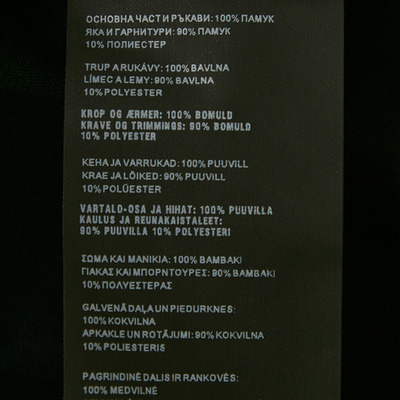 ОСНОВНА ЧАСТ И РЪКАВИ: 100% ПАМУК
ЯКА И ГАРНИТУРИ: 90% ПАМУК
10% ПОЛИЕСТЕР
TRUP A RUKÁVY: 100% BAVLNA
LÍMEC A LEMY: 90% BAVLNA
10% POLYESTER
KROP OG ÆRMER: 100% BOMULD
KRAVE OG TRIMMINGS: 90% BOMULD
10% POLYESTER
KEHA JA VARRUKAD: 100% PUUVILL
KRAE JA LÕIKED: 90% PUUVILL
10% POLÜESTER
VARTALO-OSA JA HIHAT: 100% PUUVILLA
KAULUS JA REUNAKAISTALEET:
90% PUUVILLA 10% POLYESTERI
ΣΩΜΑ ΚΑΙ ΜΑΝΙΚΙΑ: 100% ΒΑΜΒΑΚΙ
ΓΙΑΚΑΣ ΚΑΙ ΜΠΟΡΝΤΟΥΡΕΣ: 90% ΒΑΜΒΑΚΙ
10% ΠΟΛΥΕΣΤΕΡΑΣ
GALVENĀ DAĻA UN PIEDURKNES:
100% KOKVILNA
APKAKLE UN ROTĀJUMI: 90% KOKVILNA
10% POLIESTERIS
PAGRINDINĖ DALIS IR RANKOVĖS:
100% MEDVILNĖ